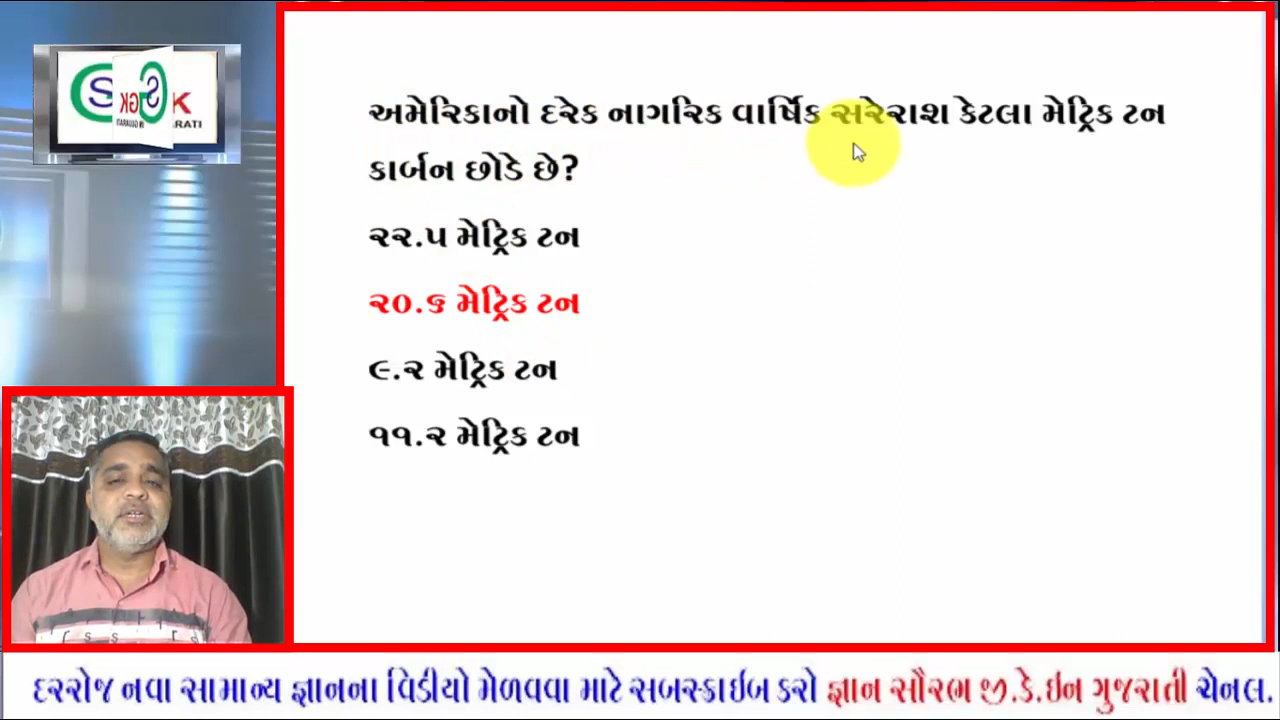 અમેરિકાનો દરેક નાગરિક વાર્ષિક સરેરાશ કેટલા મેટ્રિક ટન
કાર્બન છોડે છે?
૨૨.૫ મેટ્રિક ટન
૨૦.૬ મેટ્રિક ટન
૯.૨ મેટ્રિક ટન
૧૧.૨ મેટ્રિક ટન
દરરોજ નવા સામાન્ય જ્ઞાનના વિડીયો મેળવવા માટે સબસ્ક્રાઇબ કરો જ્ઞાન સૌરભ જી.કે.ઇન ગુજરાતી ચેનલ.